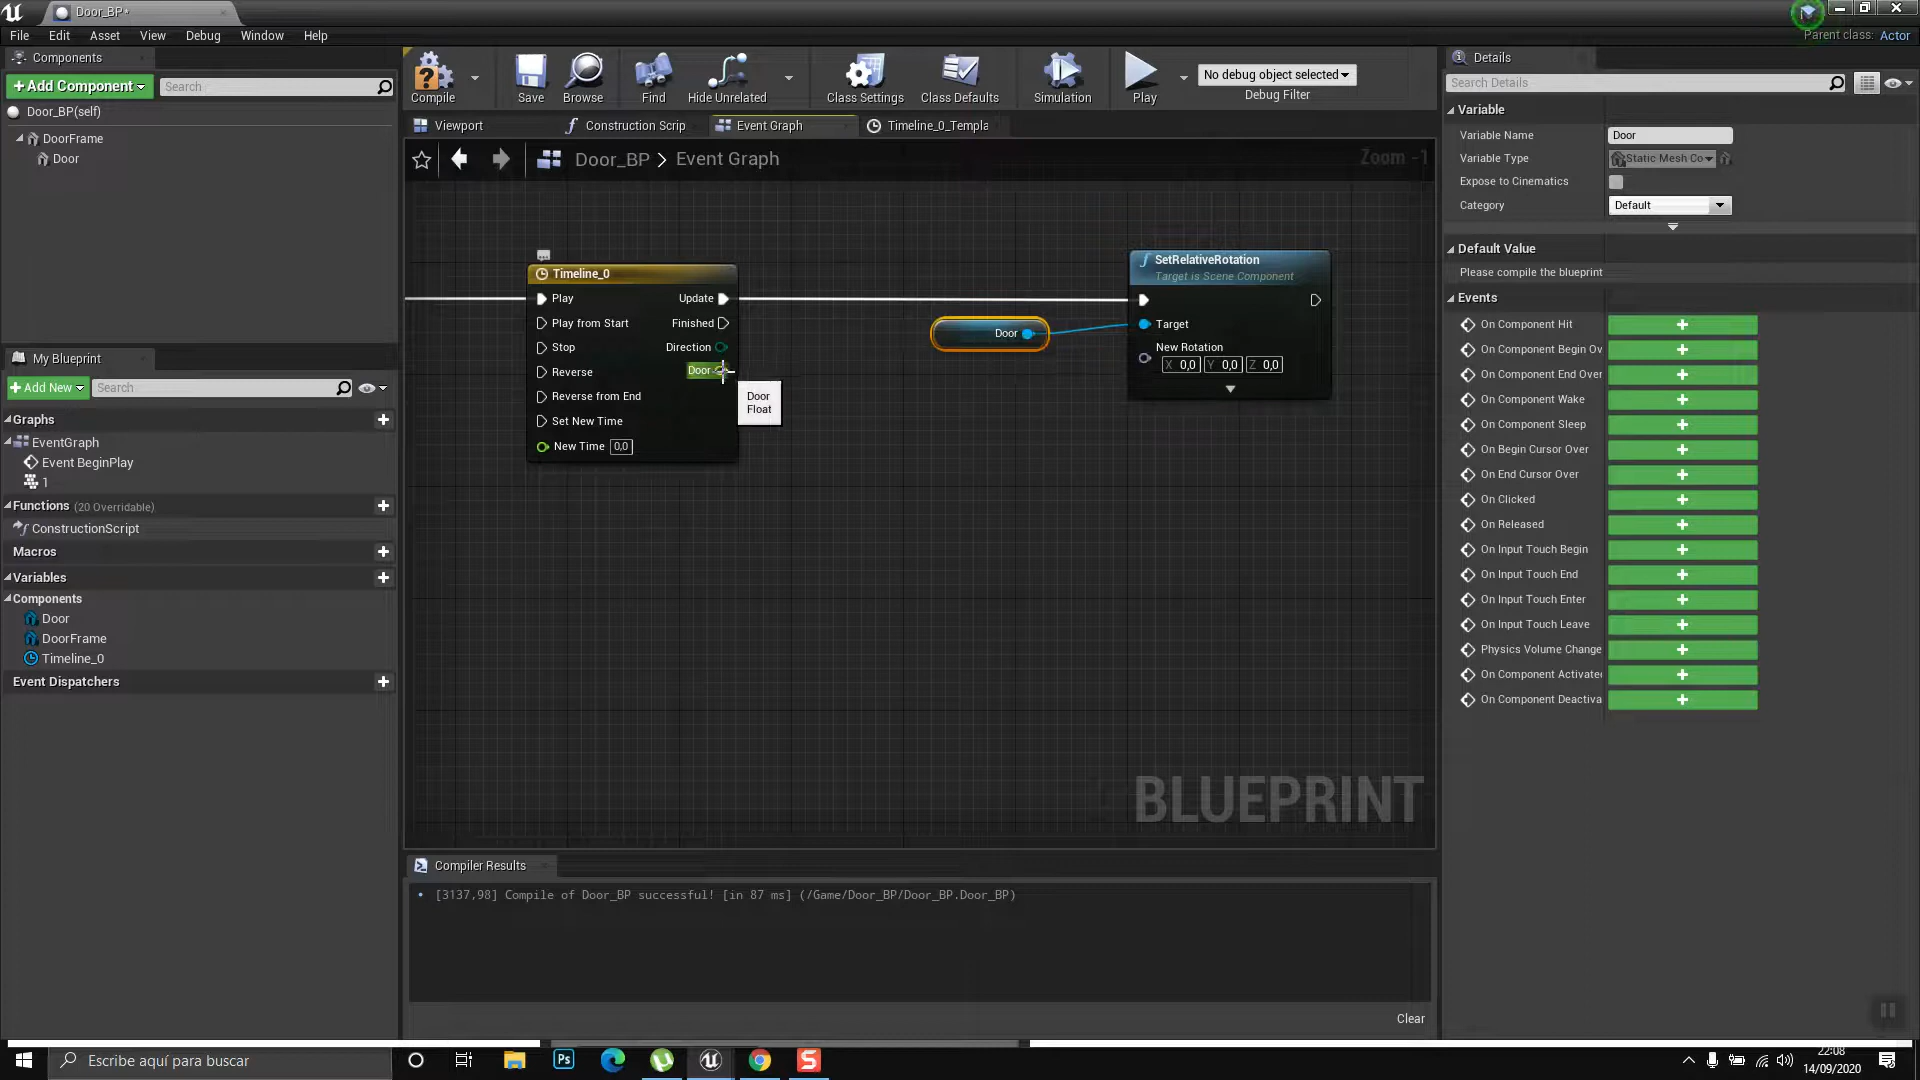 Door_BP*
File Edit Asset View Debug Window Help
Parent class: Actor
Components
+Add Component Search
Door_BP(self)
DoorFrame
Door
Compile Save Browse Find Hide Unrelated Class Settings Class Defaults Simulation Play
No debug object selected
Debug Filter
Viewport Construction Scrip Event Graph Timeline_0_Templa
Door_BP > Event Graph
Zoom -1
Timeline_0
Play Update
Play from Start Finished
Stop Direction
Reverse Door
Reverse from End
Set New Time
New Time 0,0
Door
Float
Door
SetRelativeRotation
Target is Scene Component
Target
New Rotation
X 0,0 Y 0,0 Z 0,0
BLUEPRINT
My Blueprint
+Add New Search
Graphs
EventGraph
Event BeginPlay
1
Functions (20 Overridable)
ConstructionScript
Macros
Variables
Components
Door
DoorFrame
Timeline_0
Event Dispatchers
Compiler Results
[3137,98] Compile of Door_BP successful! [in 87 ms] (/Game/Door_BP/Door_BP.Door_BP)
Clear
Details
Search Details
Variable
Variable Name Door
Variable Type Static Mesh Co
Expose to Cinematics
Category Default
Default Value
Please compile the blueprint
Events
On Component Hit
On Component Begin Ov
On Component End Over
On Component Wake
On Component Sleep
On Begin Cursor Over
On End Cursor Over
On Clicked
On Released
On Input Touch Begin
On Input Touch End
On Input Touch Enter
On Input Touch Leave
Physics Volume Change
On Component Activate
On Component Deactiva
Escribe aquí para buscar
Ps
S
22:08
14/09/2020